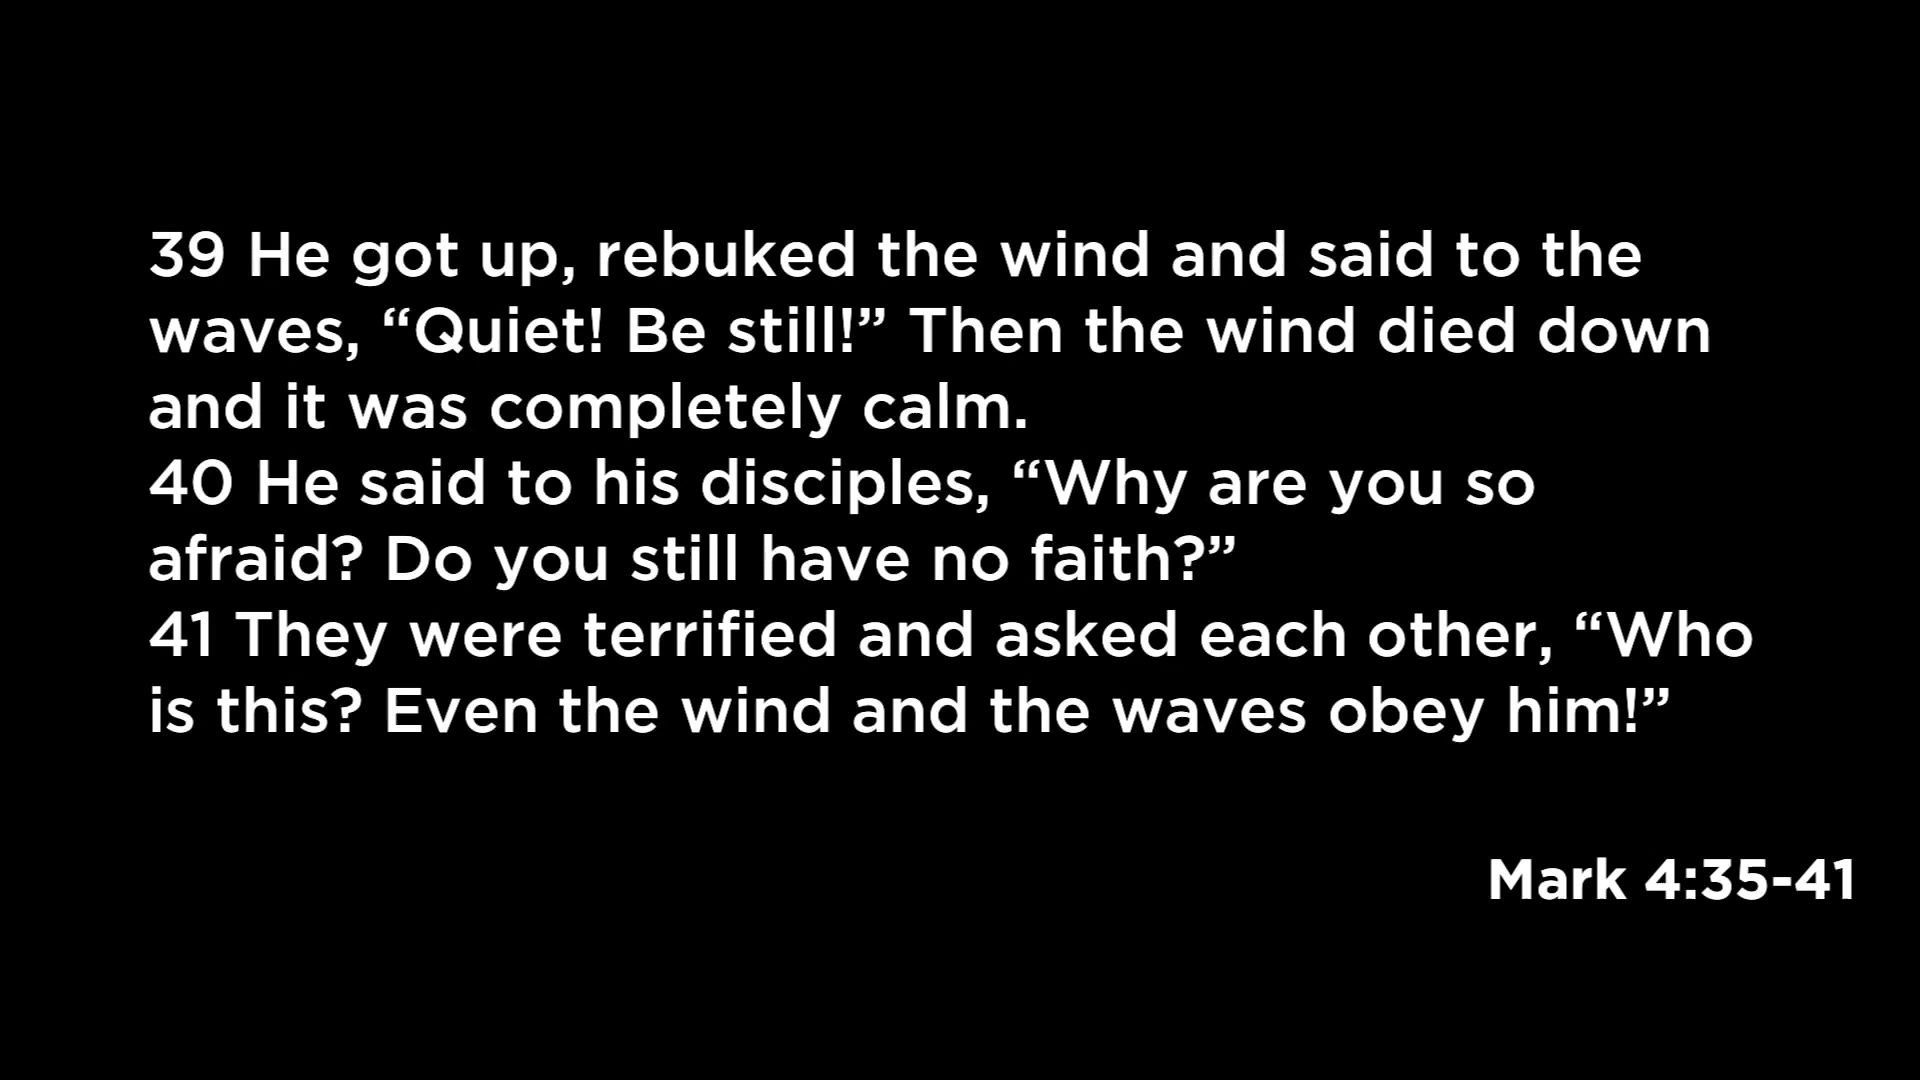 39 He got up, rebuked the wind and said to the
waves, “Quiet! Be still!” Then the wind died down
and it was completely calm.
40 He said to his disciples, “Why are you so
afraid? Do you still have no faith?”
41 They were terrified and asked each other, “Who
is this? Even the wind and the waves obey him!”
Mark 4:35-41